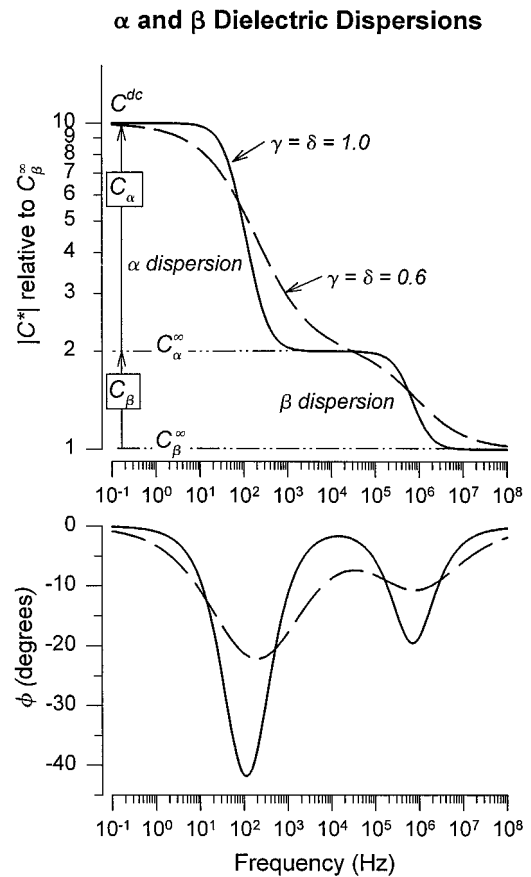 α and β Dielectric Dispersions
C^dc
10
9
8
7
6
5
4
3
2
1
|C*| relative to C_β^∞
γ = δ = 1.0
C_α
α dispersion
γ = δ = 0.6
C_α^∞
C_β
β dispersion
C_β^∞
10^-1 10^0 10^1 10^2 10^3 10^4 10^5 10^6 10^7 10^8
0
-10
-20
-30
-40
ϕ (degrees)
10^-1 10^0 10^1 10^2 10^3 10^4 10^5 10^6 10^7 10^8
Frequency (Hz)